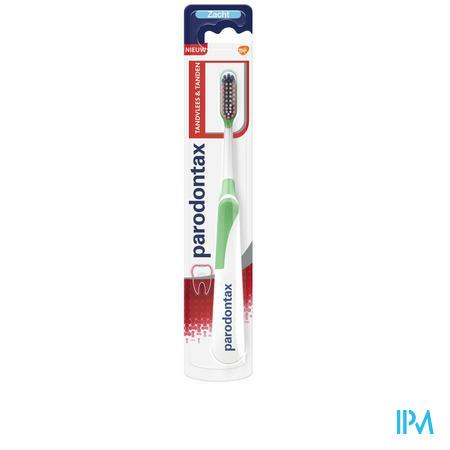 Zacht
NIEUW
TANDVLEES & TANDEN
parodontax
parodontax
IPM